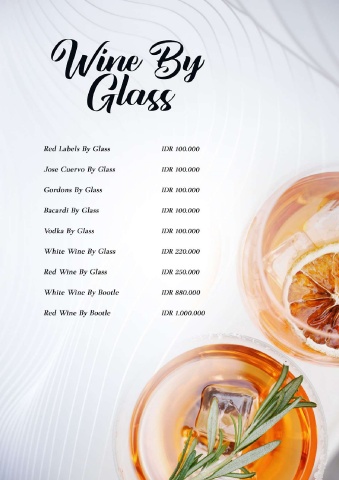 Wine By
Glass
Red Labels By Glass IDR 100.000
Jose Cuervo By Glass IDR 100.000
Gordons By Glass IDR 100.000
Bacardi By Glass IDR 100.000
Vodka By Glass IDR 100.000
White Wine By Glass IDR 220.000
Red Wine By Glass IDR 250.000
White Wine By Bootle IDR 880.000
Red Wine By Bootle IDR 1.000.000